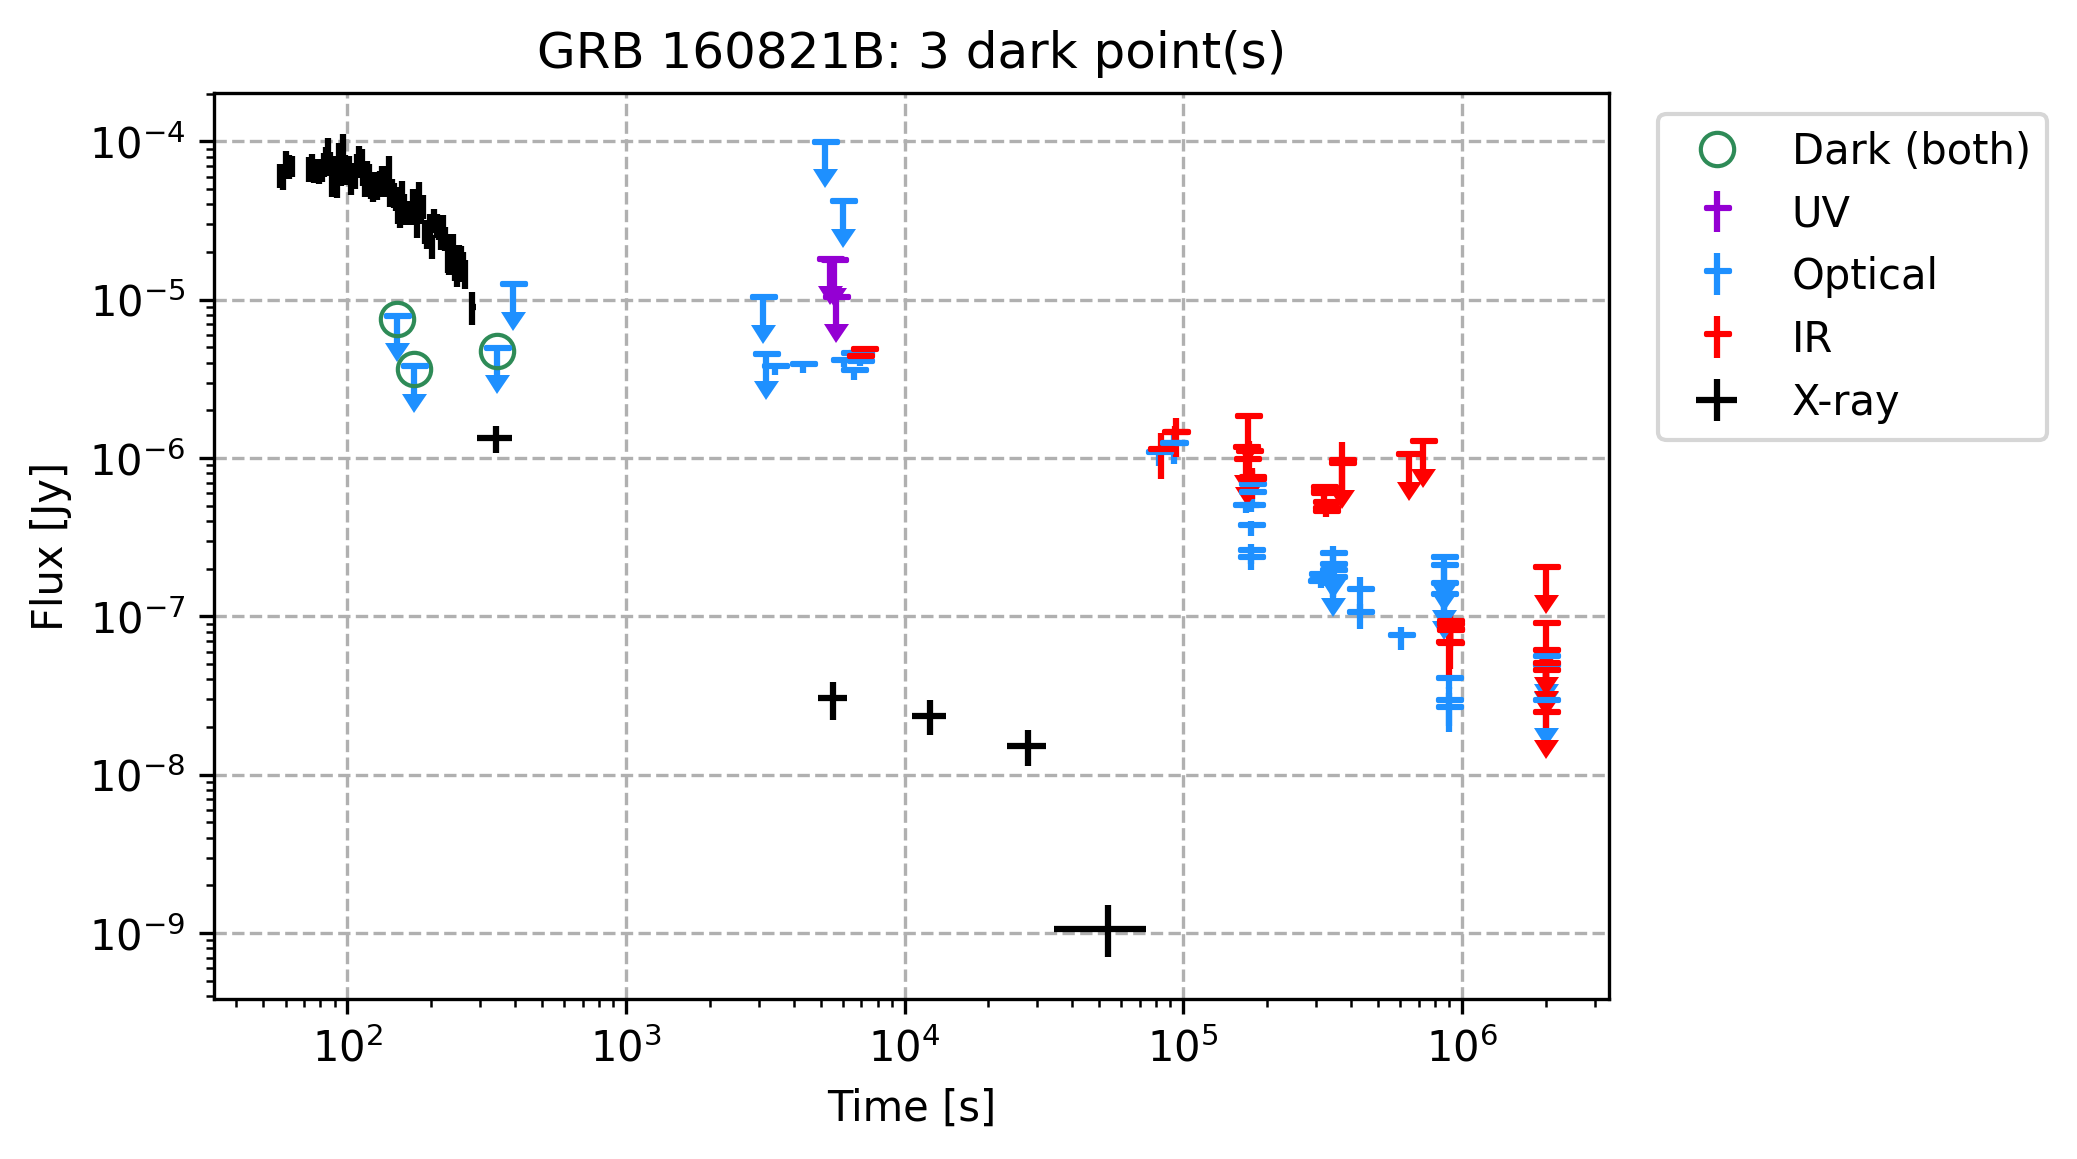 GRB 160821B: 3 dark point(s)
10⁻⁴
10⁻⁵
10⁻⁶
10⁻⁷
10⁻⁸
10⁻⁹
Flux [Jy]
10² 10³ 10⁴ 10⁵ 10⁶
Time [s]
Dark (both)
UV
Optical
IR
X-ray